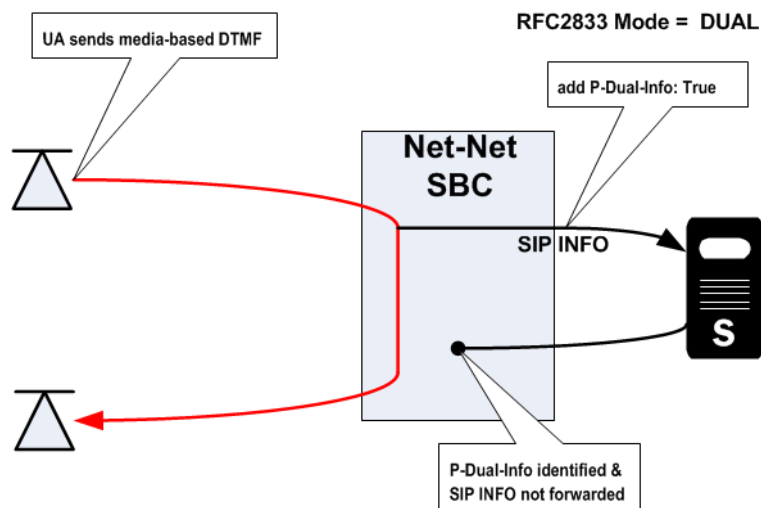 RFC2833 Mode = DUAL
UA sends media-based DTMF
add P-Dual-Info: True
Net-Net
SBC
SIP INFO
S
P-Dual-Info identified &
SIP INFO not forwarded